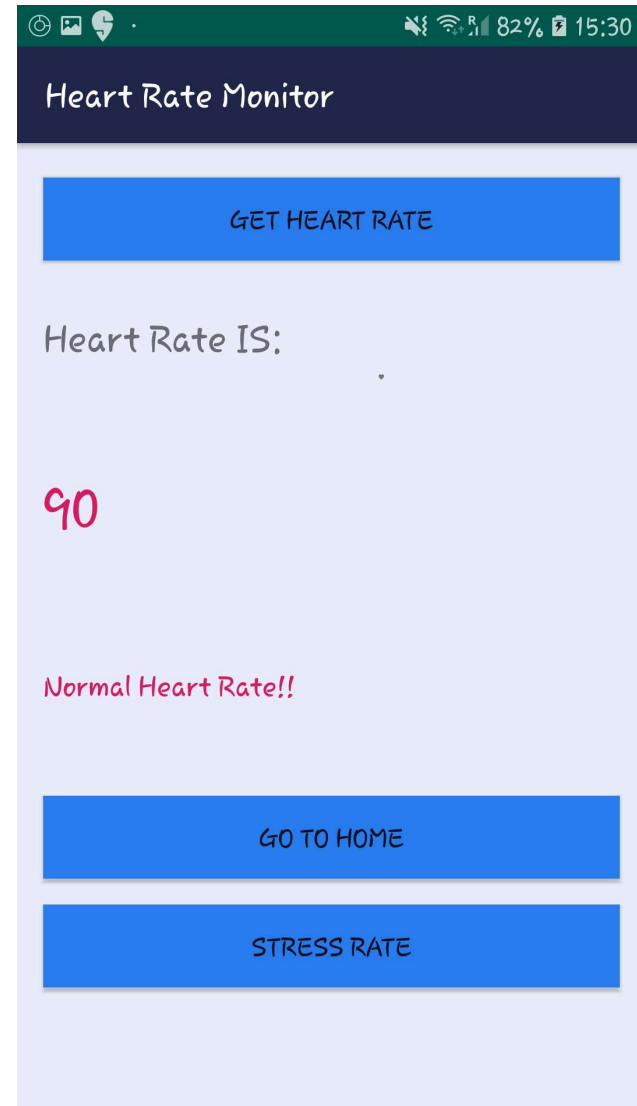 82% 15:30
Heart Rate Monitor
GET HEART RATE
Heart Rate IS:
90
Normal Heart Rate!!
GO TO HOME
STRESS RATE